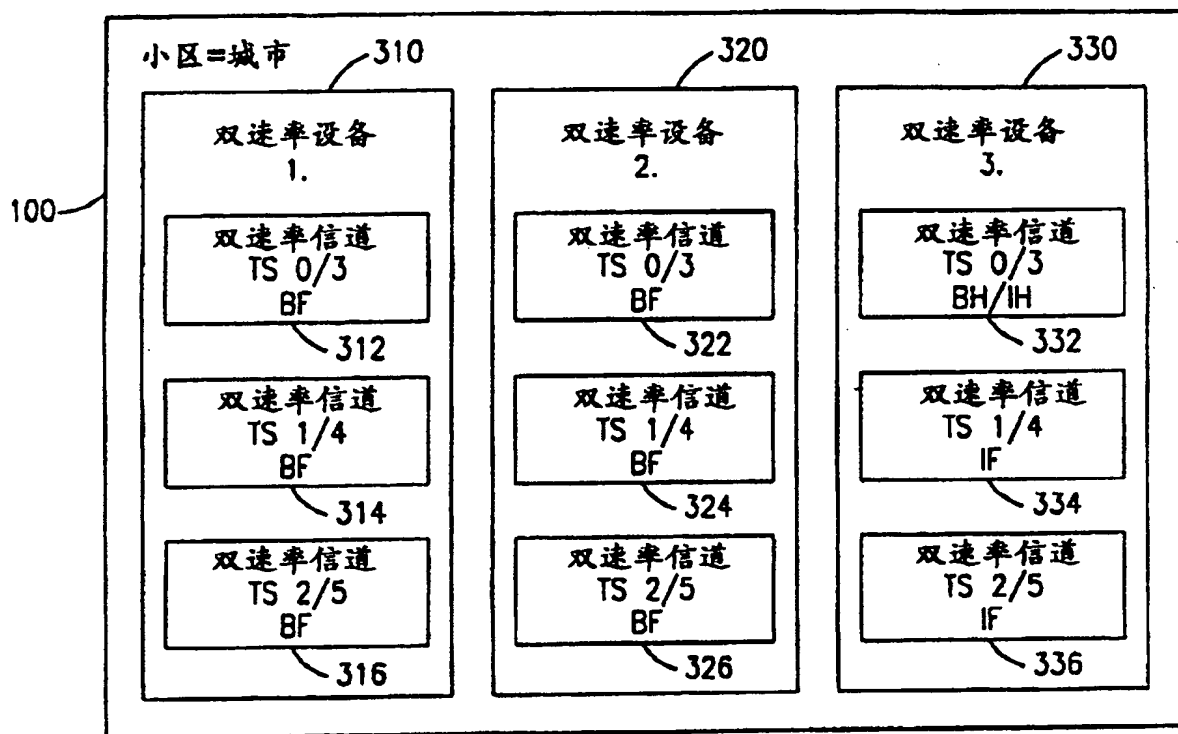 小区=城市
310
320
330
100
双速率设备
1.
双速率信道
TS 0/3
BF
312
双速率信道
TS 1/4
BF
314
双速率信道
TS 2/5
BF
316
双速率设备
2.
双速率信道
TS 0/3
BF
322
双速率信道
TS 1/4
BF
324
双速率信道
TS 2/5
BF
326
双速率设备
3.
双速率信道
TS 0/3
BH/IH
332
双速率信道
TS 1/4
IF
334
双速率信道
TS 2/5
IF
336